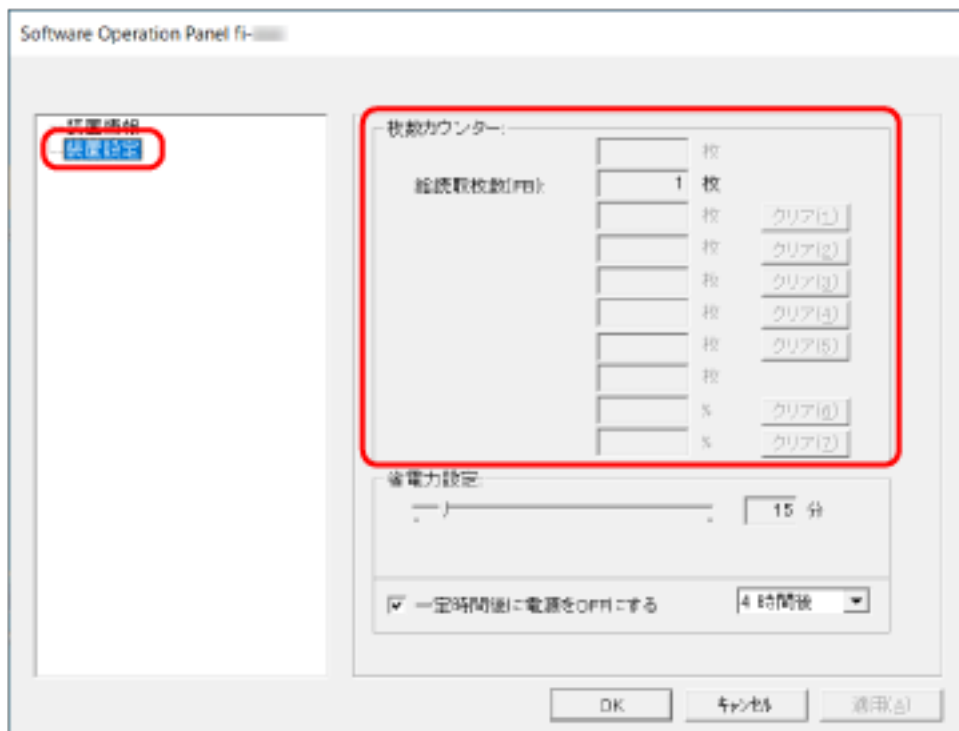 Software Operation Panel fi-
装置情報
装置設定
枚数カウンター:
枚
総読取枚数(FB): 1 枚
枚 クリア(1)
枚 クリア(2)
枚 クリア(3)
枚 クリア(4)
枚 クリア(5)
枚
% クリア(6)
% クリア(7)
省電力設定:
15 分
一定時間後に電源をOFFにする 4 時間後
OK キャンセル 適用(A)